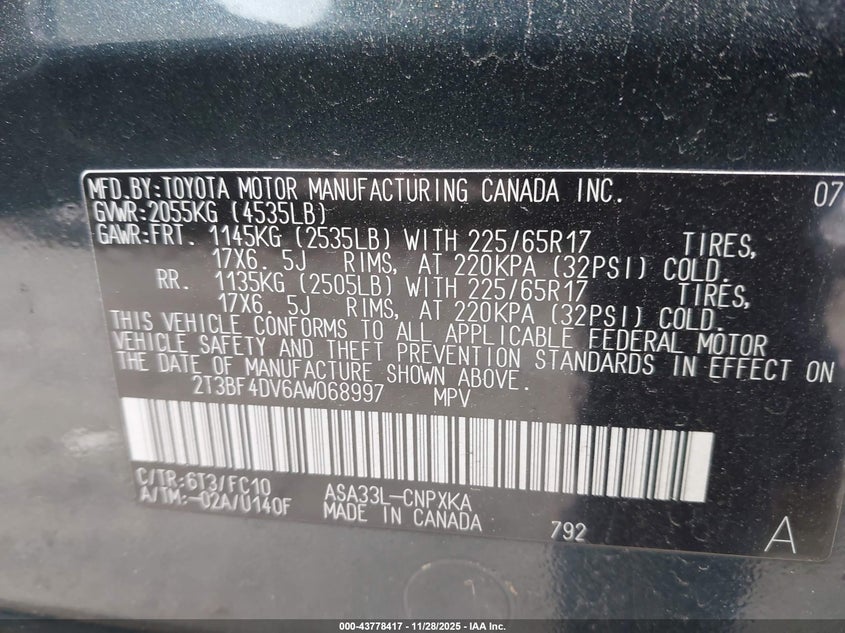 MFD.BY:TOYOTA MOTOR MANUFACTURING CANADA INC. 07
GVWR:2055KG (4535LB)
GAWR:FRT. 1145KG (2535LB) WITH 225/65R17 TIRES,
17X6. 5J RIMS, AT 220KPA (32PSI) COLD.
RR. 1135KG (2505LB) WITH 225/65R17 TIRES,
17X6. 5J RIMS, AT 220KPA (32PSI) COLD.
THIS VEHICLE CONFORMS TO ALL APPLICABLE FEDERAL MOTOR
VEHICLE SAFETY AND THEFT PREVENTION STANDARDS IN EFFECT ON
THE DATE OF MANUFACTURE SHOWN ABOVE.
2T3BF4DV6AW068997 MPV
C/TR:6T3/FC10
A/TM:-02A/U140F
ASA33L-CNPXKA
MADE IN CANADA
792
A
000-43778417 - 11/28/2025 - IAA Inc.